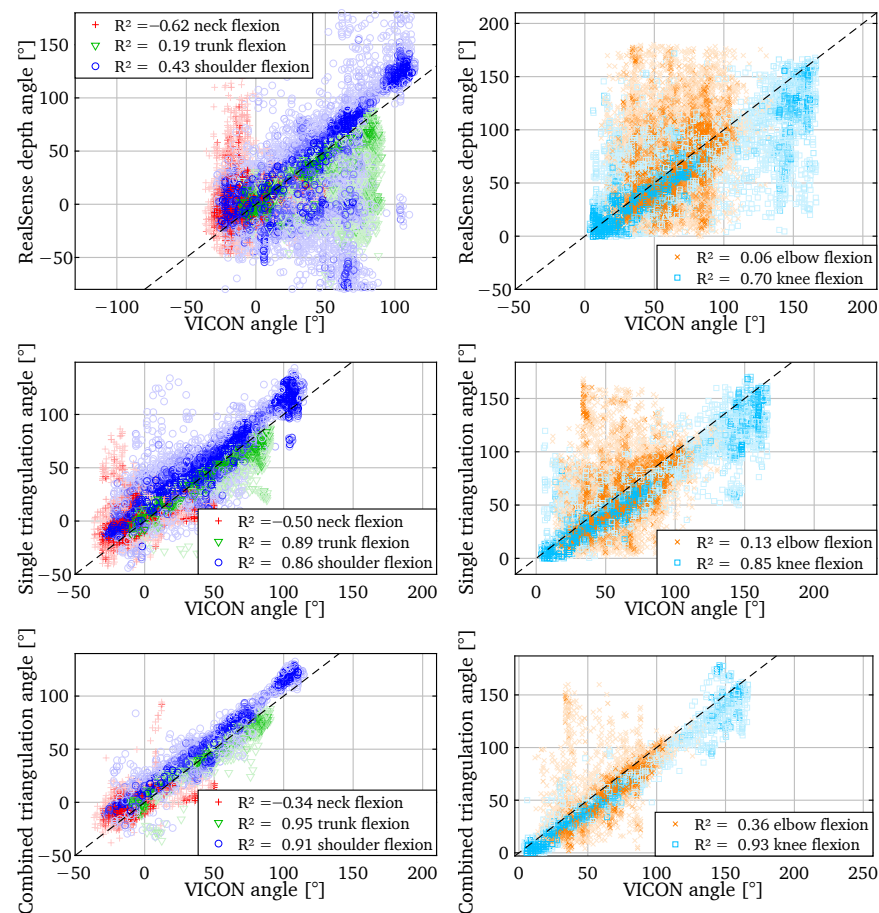 R² =−0.62 neck flexion
R² = 0.19 trunk flexion
R² = 0.43 shoulder flexion
RealSense depth angle [°]
150
100
50
0
−50
−100
−50
0
50
100
VICON angle [°]
RealSense depth angle [°]
200
150
100
50
0
−50
−50
0
50
100
150
200
VICON angle [°]
R² = 0.06 elbow flexion
R² = 0.70 knee flexion
Single triangulation angle [°]
100
50
0
−50
−50
0
50
100
150
200
VICON angle [°]
R² =−0.50 neck flexion
R² = 0.89 trunk flexion
R² = 0.86 shoulder flexion
Single triangulation angle [°]
150
100
50
0
0
50
100
150
200
VICON angle [°]
R² = 0.13 elbow flexion
R² = 0.85 knee flexion
Combined triangulation angle [°]
100
50
0
−50
−50
0
50
100
150
200
VICON angle [°]
R² =−0.34 neck flexion
R² = 0.95 trunk flexion
R² = 0.91 shoulder flexion
Combined triangulation angle [°]
150
100
50
0
0
50
100
150
200
250
VICON angle [°]
R² = 0.36 elbow flexion
R² = 0.93 knee flexion